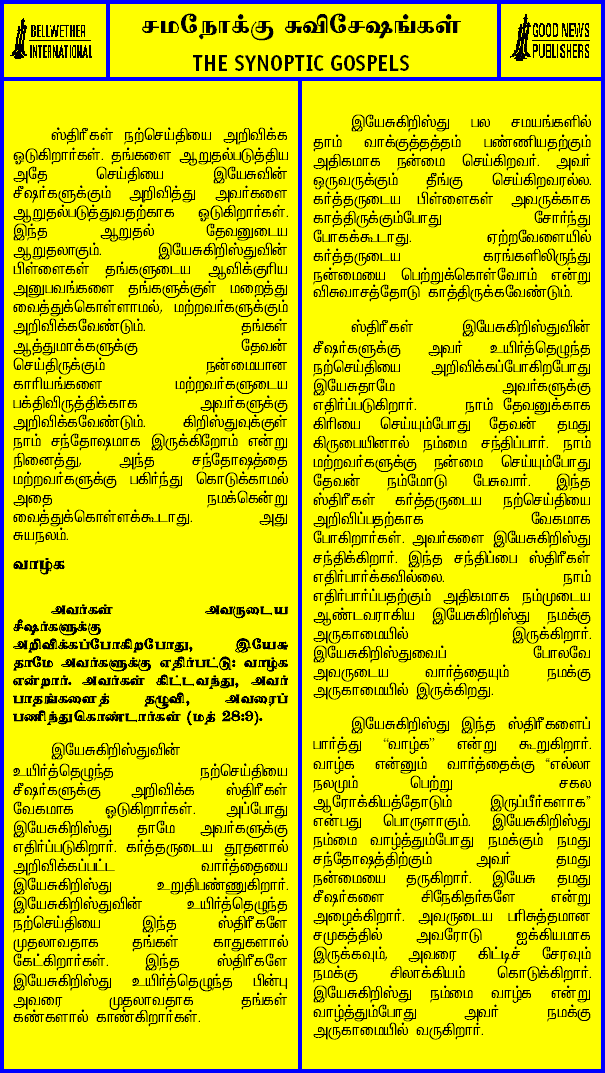 BELLWETHER
INTERNATIONAL
சமநோக்கு சுவிசேஷங்கள்
THE SYNOPTIC GOSPELS
GOOD NEWS
PUBLISHERS
ஸ்திரீகள் நற்செய்தியை அறிவிக்க
ஓடுகிறார்கள். தங்களை ஆறுதல்படுத்திய
அதே செய்தியை இயேசுவின்
சீஷர்களுக்கும் அறிவித்து அவர்களை
ஆறுதல்படுத்துவதற்காக ஓடுகிறார்கள்.
இந்த ஆறுதல் தேவனுடைய
ஆறுதலாகும். இயேசுகிறிஸ்துவின்
பிள்ளைகள் தங்களுடைய ஆவிக்குரிய
அனுபவங்களை தங்களுக்குள் மறைத்து
வைத்துக்கொள்ளாமல், மற்றவர்களுக்கும்
அறிவிக்கவேண்டும். தங்கள்
ஆத்துமாக்களுக்கு தேவன்
செய்திருக்கும் நன்மையான
காரியங்களை மற்றவர்களுடைய
பக்திவிருத்திக்காக அவர்களுக்கு
அறிவிக்கவேண்டும். கிறிஸ்துவுக்குள்
நாம் சந்தோஷமாக இருக்கிறோம் என்று
நினைத்து, அந்த சந்தோஷத்தை
மற்றவர்களுக்கு பகிர்ந்து கொடுக்காமல்
அதை நமக்கென்று
வைத்துக்கொள்ளக்கூடாது. அது
சுயநலம்.
வாழ்க
அவர்கள் அவருடைய
சீஷர்களுக்கு
அறிவிக்கப்போகிறபோது, இயேசு
தாமே அவர்களுக்கு எதிர்பட்டு: வாழ்க
என்றார். அவர்கள் கிட்டவந்து, அவர்
பாதங்களைத் தழுவி, அவரைப்
பணிந்துகொண்டார்கள் (மத் 28:9).
இயேசுகிறிஸ்துவின்
உயிர்த்தெழுந்த நற்செய்தியை
சீஷர்களுக்கு அறிவிக்க ஸ்திரீகள்
வேகமாக ஓடுகிறார்கள். அப்போது
இயேசுகிறிஸ்து தாமே அவர்களுக்கு
எதிர்படுகிறார். கர்த்தருடைய தூதனால்
அறிவிக்கப்பட்ட வார்த்தையை
இயேசுகிறிஸ்து உறுதிபண்ணுகிறார்.
இயேசுகிறிஸ்துவின் உயிர்த்தெழுந்த
நற்செய்தியை இந்த ஸ்திரீகளே
முதலாவதாக தங்கள் காதுகளால்
கேட்கிறார்கள். இந்த ஸ்திரீகளே
இயேசுகிறிஸ்து உயிர்த்தெழுந்த பின்பு
அவரை முதலாவதாக தங்கள்
கண்களால் காண்கிறார்கள்.
இயேசுகிறிஸ்து பல சமயங்களில்
தாம் வாக்குத்தத்தம் பண்ணியதற்கும்
அதிகமாக நன்மை செய்கிறவர். அவர்
ஒருவருக்கும் தீங்கு செய்கிறவரல்ல.
கர்த்தருடைய பிள்ளைகள் அவருக்காக
காத்திருக்கும்போது சோர்ந்து
போகக்கூடாது. ஏற்றவேளையில்
கர்த்தருடைய கரங்களிலிருந்து
நன்மையை பெற்றுக்கொள்வோம் என்று
விசுவாசத்தோடு காத்திருக்கவேண்டும்.
ஸ்திரீகள் இயேசுகிறிஸ்துவின்
சீஷர்களுக்கு அவர் உயிர்த்தெழுந்த
நற்செய்தியை அறிவிக்கப்போகிறபோது
இயேசுதாமே அவர்களுக்கு
எதிர்படுகிறார். நாம் தேவனுக்காக
கிரியை செய்யும்போது தேவன் தமது
கிருபையினால் நம்மை சந்திப்பார். நாம்
மற்றவர்களுக்கு நன்மை செய்யும்போது
தேவன் நம்மோடு பேசுவார். இந்த
ஸ்திரீகள் கர்த்தருடைய நற்செய்தியை
அறிவிப்பதற்காக வேகமாக
போகிறார்கள். அவர்களை இயேசுகிறிஸ்து
சந்திக்கிறார். இந்த சந்திப்பை ஸ்திரீகள்
எதிர்பார்க்கவில்லை. நாம்
எதிர்பார்ப்பதற்கும் அதிகமாக நம்முடைய
ஆண்டவராகிய இயேசுகிறிஸ்து நமக்கு
அருகாமையில் இருக்கிறார்.
இயேசுகிறிஸ்துவைப் போலவே
அவருடைய வார்த்தையும் நமக்கு
அருகாமையில் இருக்கிறது.
இயேசுகிறிஸ்து இந்த ஸ்திரீகளைப்
பார்த்து “வாழ்க” என்று கூறுகிறார்.
வாழ்க என்னும் வார்த்தைக்கு “எல்லா
நலமும் பெற்று சகல
ஆரோக்கியத்தோடும் இருப்பீர்களாக”
என்பது பொருளாகும். இயேசுகிறிஸ்து
நம்மை வாழ்த்தும்போது நமக்கும் நமது
சந்தோஷத்திற்கும் அவர் தமது
நன்மையை தருகிறார். இயேசு தமது
சீஷர்களை சிநேகிதர்களே என்று
அழைக்கிறார். அவருடைய பரிசுத்தமான
சமுகத்தில் அவரோடு ஐக்கியமாக
இருக்கவும், அவரை கிட்டிச் சேரவும்
நமக்கு சிலாக்கியம் கொடுக்கிறார்.
இயேசுகிறிஸ்து நம்மை வாழ்க என்று
வாழ்த்தும்போது அவர் நமக்கு
அருகாமையில் வருகிறார்.